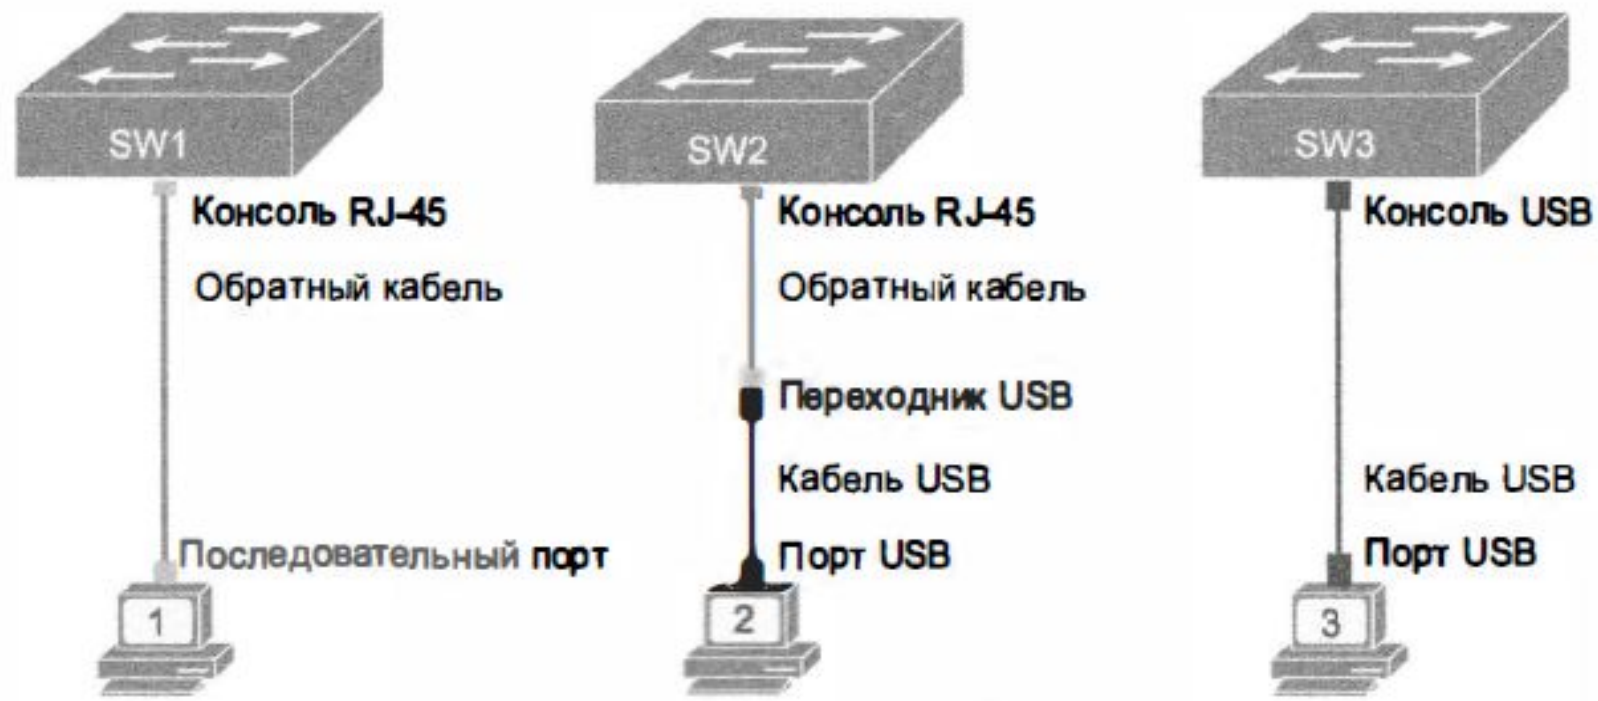 SW1
Консоль RJ-45
Обратный кабель
Последовательный порт
1
SW2
Консоль RJ-45
Обратный кабель
Переходник USB
Кабель USB
Порт USB
2
SW3
Консоль USB
Кабель USB
Порт USB
3